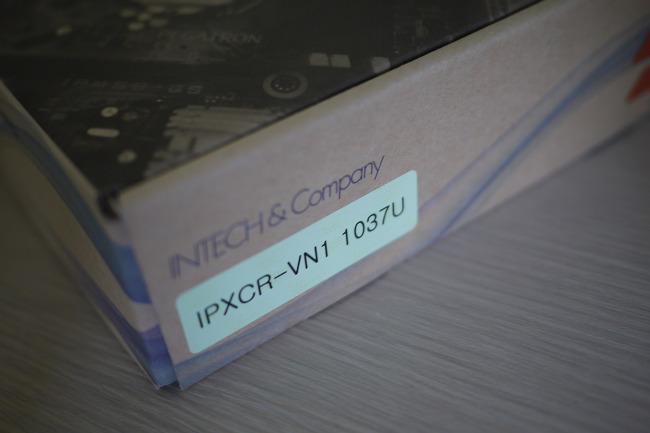 PEGATRON
INTECH & Company
IPXCR-VN1 1037U